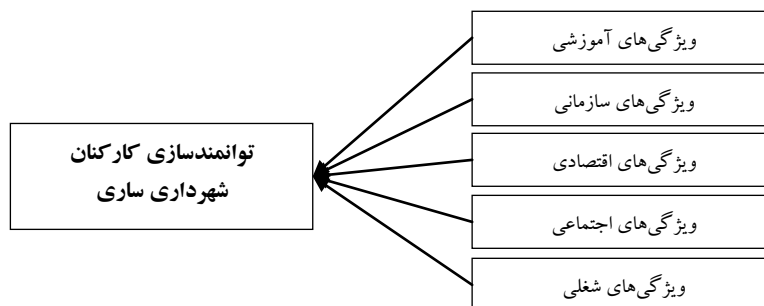 ویژگی‌های آموزشی
ویژگی‌های سازمانی
ویژگی‌های اقتصادی
ویژگی‌های اجتماعی
ویژگی‌های شغلی
توانمندسازی کارکنان
شهرداری ساری